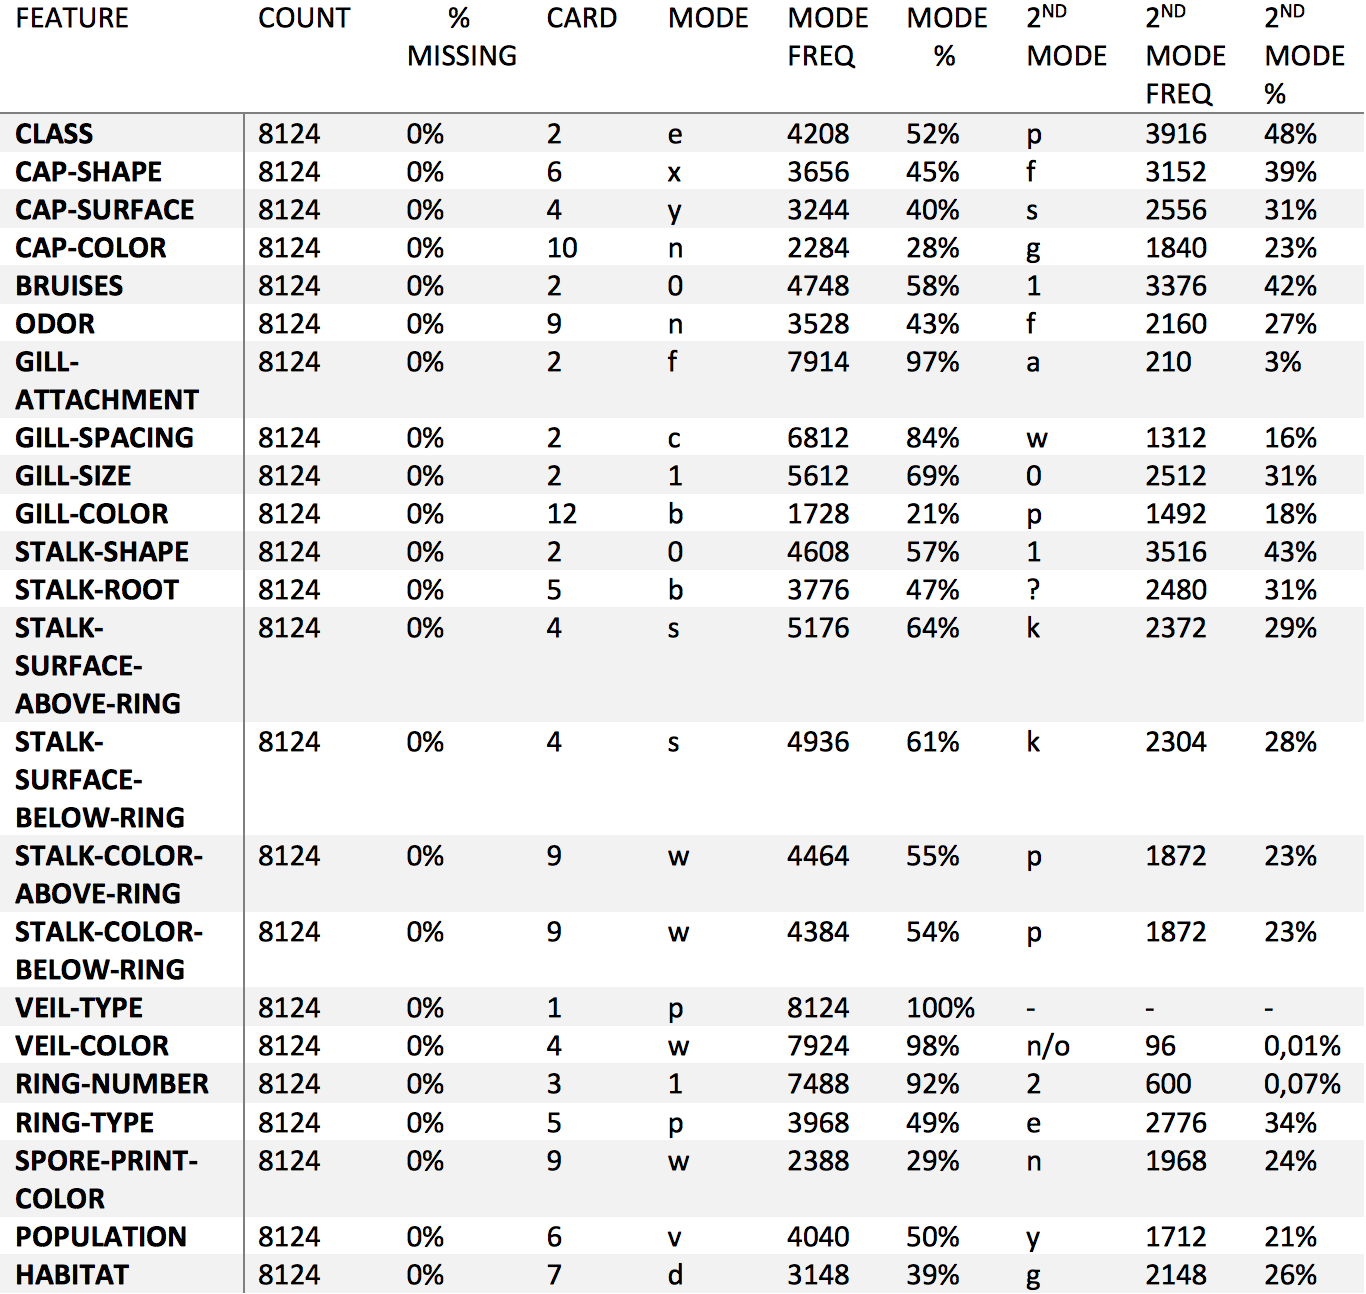 FEATURE COUNT % MISSING CARD MODE MODE FREQ MODE % 2ND MODE 2ND MODE FREQ 2ND MODE %
CLASS 8124 0% 2 e 4208 52% p 3916 48%
CAP-SHAPE 8124 0% 6 x 3656 45% f 3152 39%
CAP-SURFACE 8124 0% 4 y 3244 40% s 2556 31%
CAP-COLOR 8124 0% 10 n 2284 28% g 1840 23%
BRUISES 8124 0% 2 0 4748 58% 1 3376 42%
ODOR 8124 0% 9 n 3528 43% f 2160 27%
GILL- 8124 0% 2 f 7914 97% a 210 3%
ATTACHMENT
GILL-SPACING 8124 0% 2 c 6812 84% w 1312 16%
GILL-SIZE 8124 0% 2 1 5612 69% 0 2512 31%
GILL-COLOR 8124 0% 12 b 1728 21% p 1492 18%
STALK-SHAPE 8124 0% 2 0 4608 57% 1 3516 43%
STALK-ROOT 8124 0% 5 b 3776 47% ? 2480 31%
STALK- 8124 0% 4 s 5176 64% k 2372 29%
SURFACE-
ABOVE-RING
STALK- 8124 0% 4 s 4936 61% k 2304 28%
SURFACE-
BELOW-RING
STALK-COLOR- 8124 0% 9 w 4464 55% p 1872 23%
ABOVE-RING
STALK-COLOR- 8124 0% 9 w 4384 54% p 1872 23%
BELOW-RING
VEIL-TYPE 8124 0% 1 p 8124 100% - - -
VEIL-COLOR 8124 0% 4 w 7924 98% n/o 96 0,01%
RING-NUMBER 8124 0% 3 1 7488 92% 2 600 0,07%
RING-TYPE 8124 0% 5 p 3968 49% e 2776 34%
SPORE-PRINT- 8124 0% 9 w 2388 29% n 1968 24%
COLOR
POPULATION 8124 0% 6 v 4040 50% y 1712 21%
HABITAT 8124 0% 7 d 3148 39% g 2148 26%